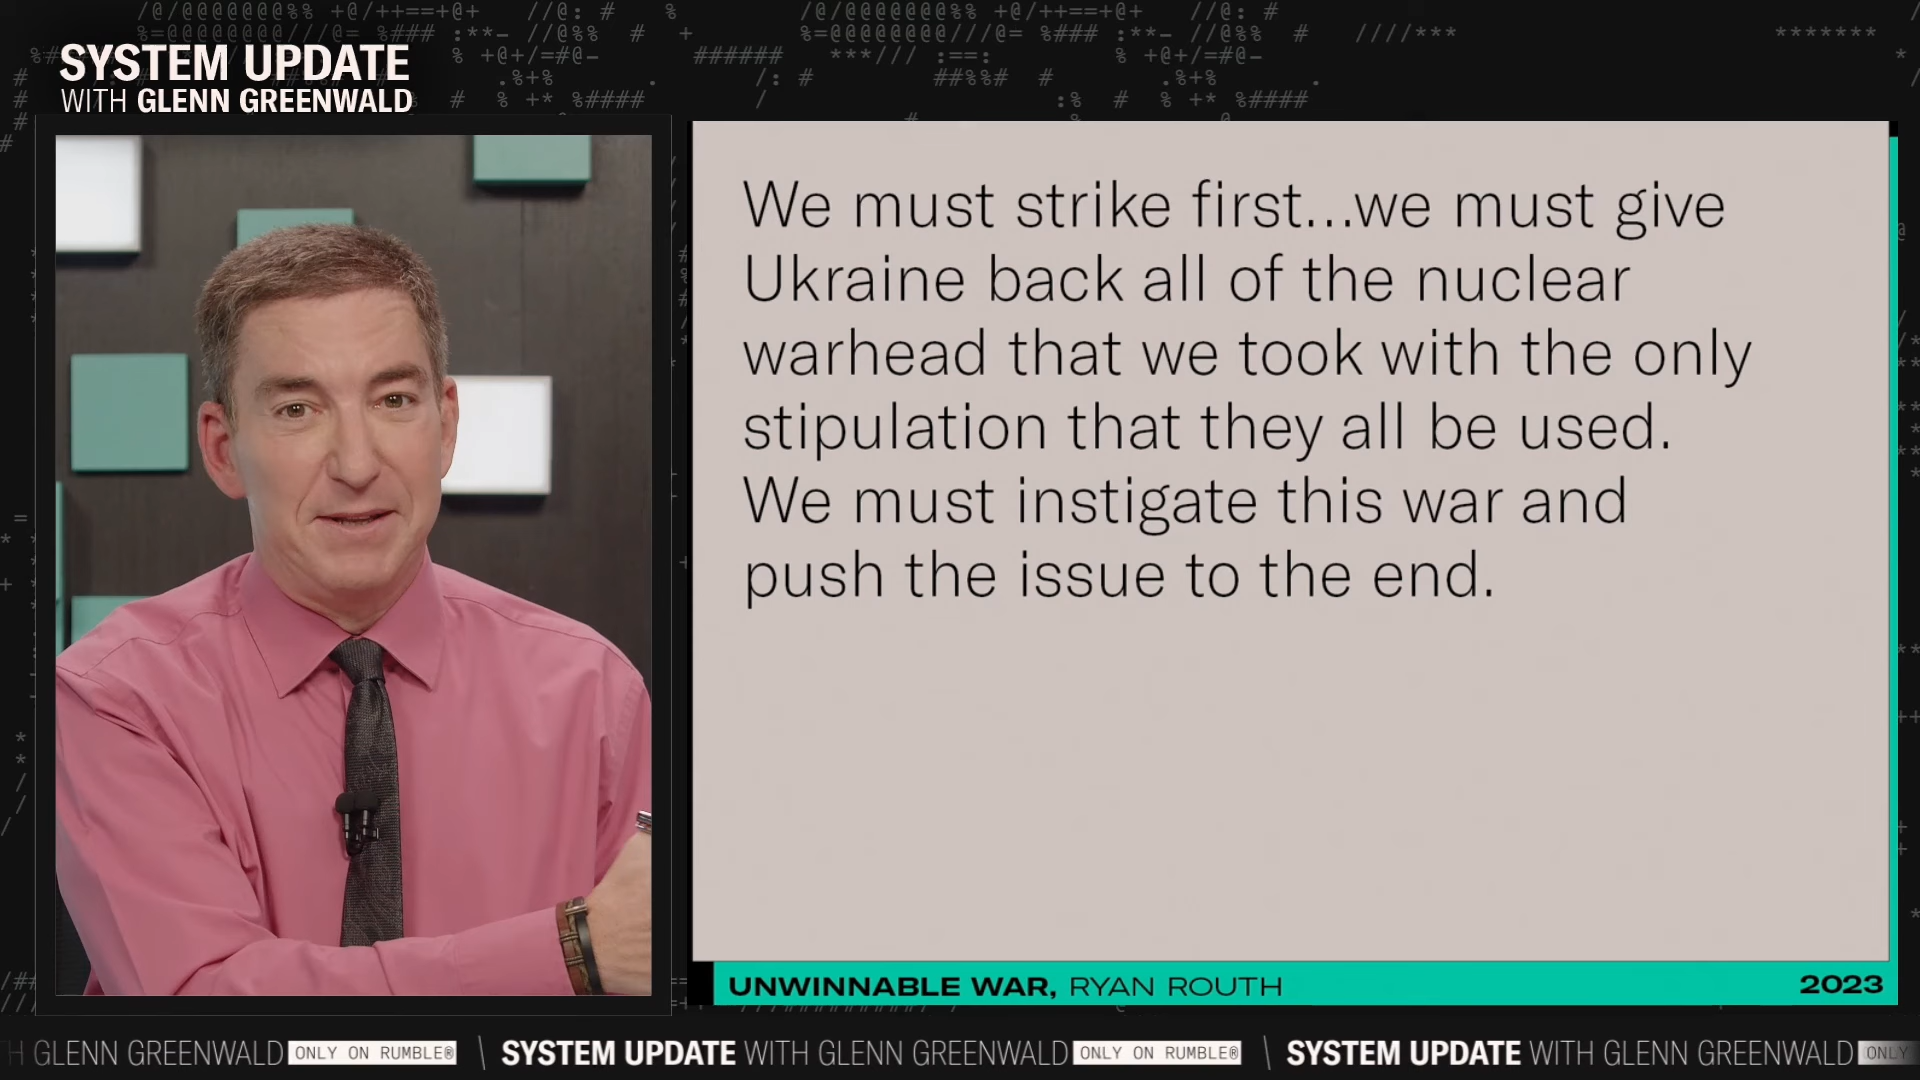 SYSTEM UPDATE
WITH GLENN GREENWALD
We must strike first...we must give
Ukraine back all of the nuclear
warhead that we took with the only
stipulation that they all be used.
We must instigate this war and
push the issue to the end.
UNWINNABLE WAR, RYAN ROUTH 2023
H GLENN GREENWALD ONLY ON RUMBLE® \ SYSTEM UPDATE WITH GLENN GREENWALD ONLY ON RUMBLE® \ SYSTEM UPDATE WITH GLENN GREENWALD ONLY